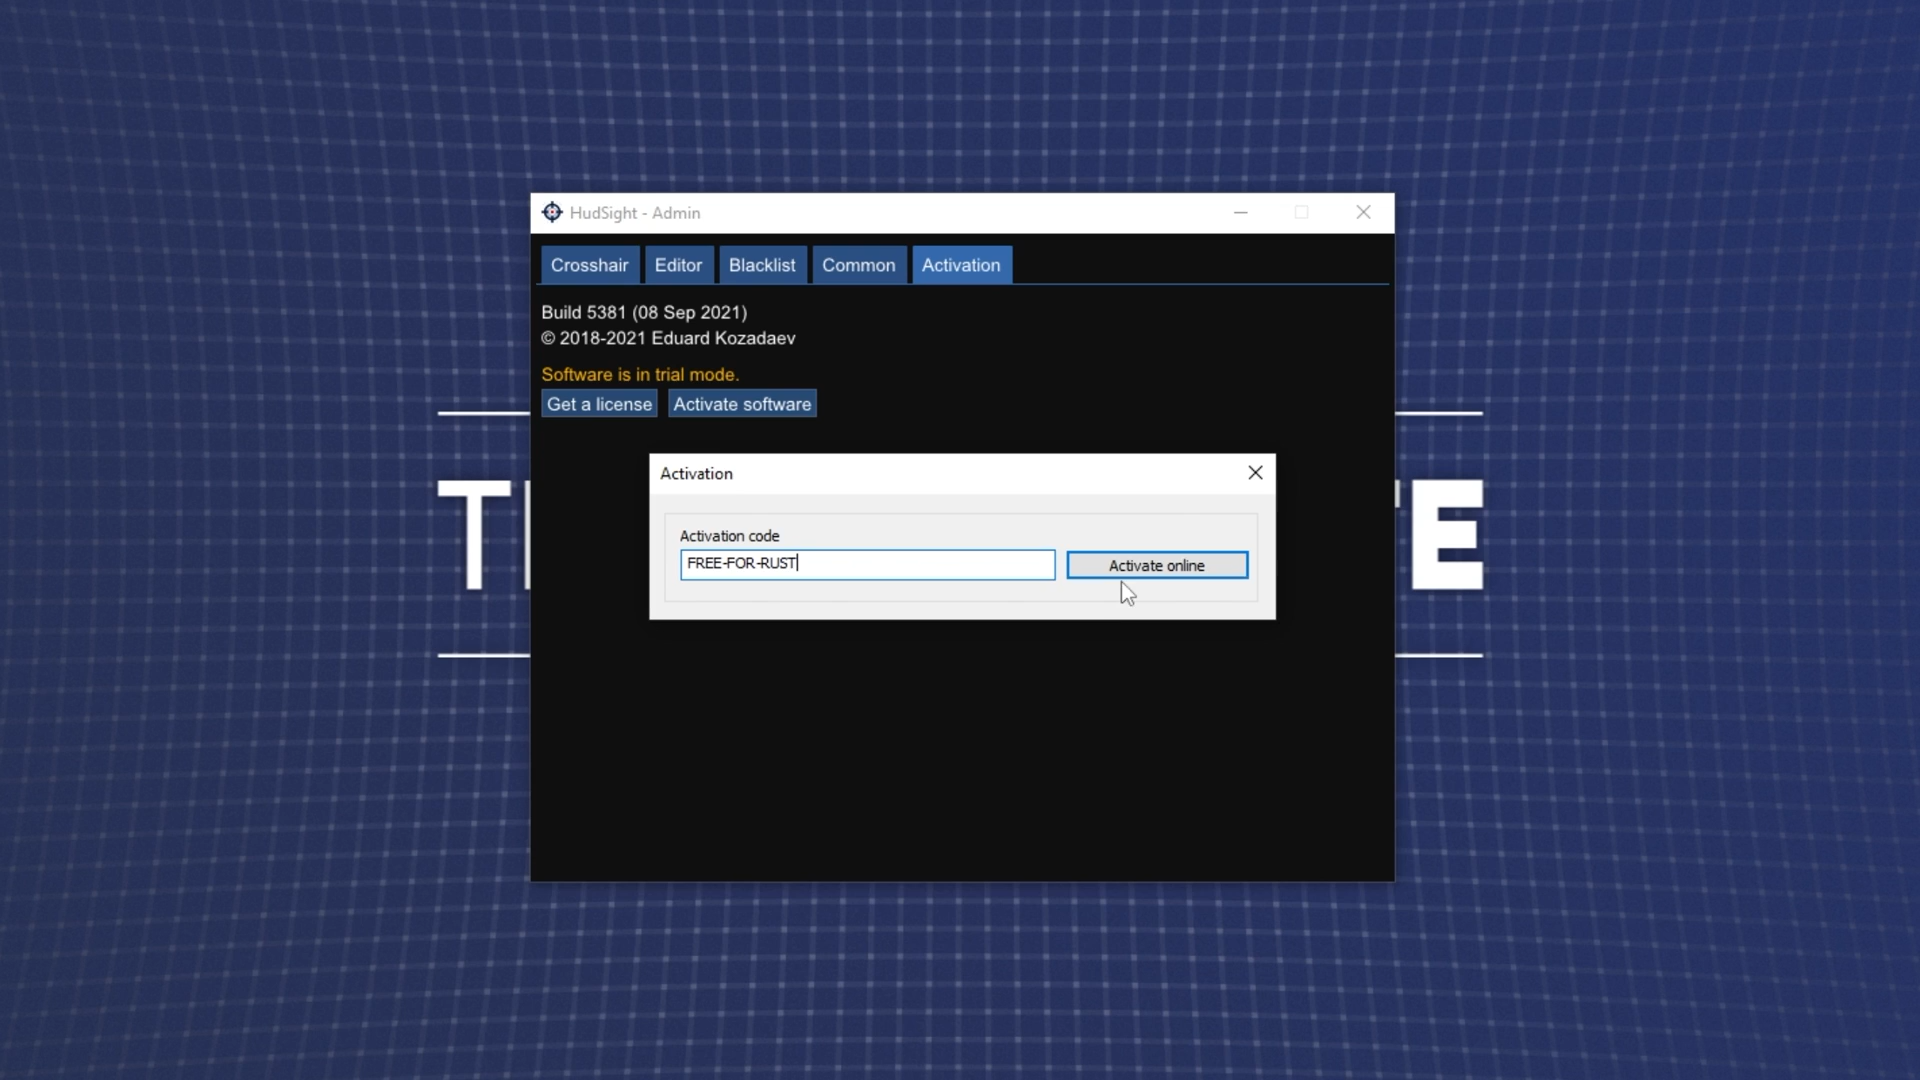 HudSight - Admin
Crosshair Editor Blacklist Common Activation
Build 5381 (08 Sep 2021)
© 2018-2021 Eduard Kozadaev
Software is in trial mode.
Get a license Activate software
Activation
Activation code
FREE-FOR-RUST
Activate online